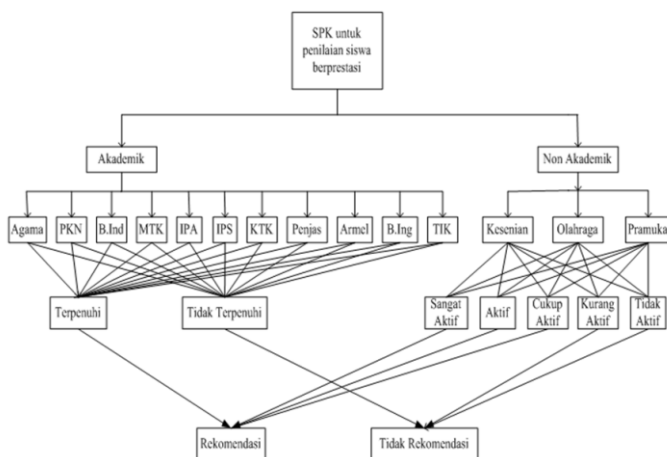 SPK untuk
penilaian siswa
berprestasi
Akademik
Non Akademik
Agama
PKN
B.Ind
MTK
IPA
IPS
KTK
Penjas
Armel
B.Ing
TIK
Kesenian
Olahraga
Pramuka
Terpenuhi
Tidak Terpenuhi
Sangat
Aktif
Aktif
Cukup
Aktif
Kurang
Aktif
Tidak
Aktif
Rekomendasi
Tidak Rekomendasi